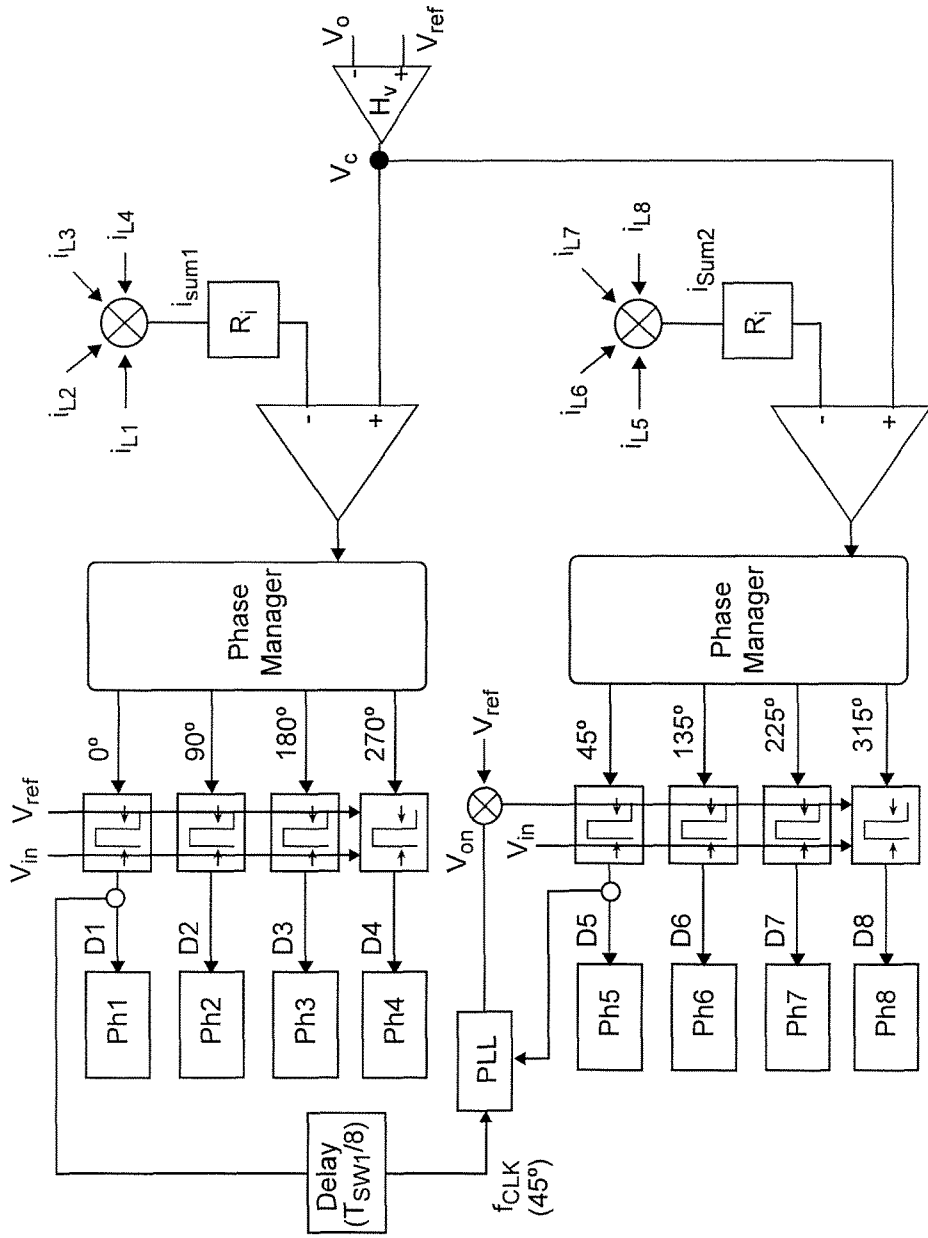 Delay
(TSW1/8)
fCLK
(45º)
PLL
Ph1
Ph2
Ph3
Ph4
Ph5
Ph6
Ph7
Ph8
D1
D2
D3
D4
D5
D6
D7
D8
Vin
Vref
Von
Vin
Vref
0º
90º
180º
270º
45º
135º
225º
315º
Phase
Manager
Phase
Manager
-
+
-
+
iL1
iL2
iL3
iL4
isum1
Ri
iL5
iL6
iL7
iL8
iSum2
Ri
Vc
Hv
-
+
Vo
Vref